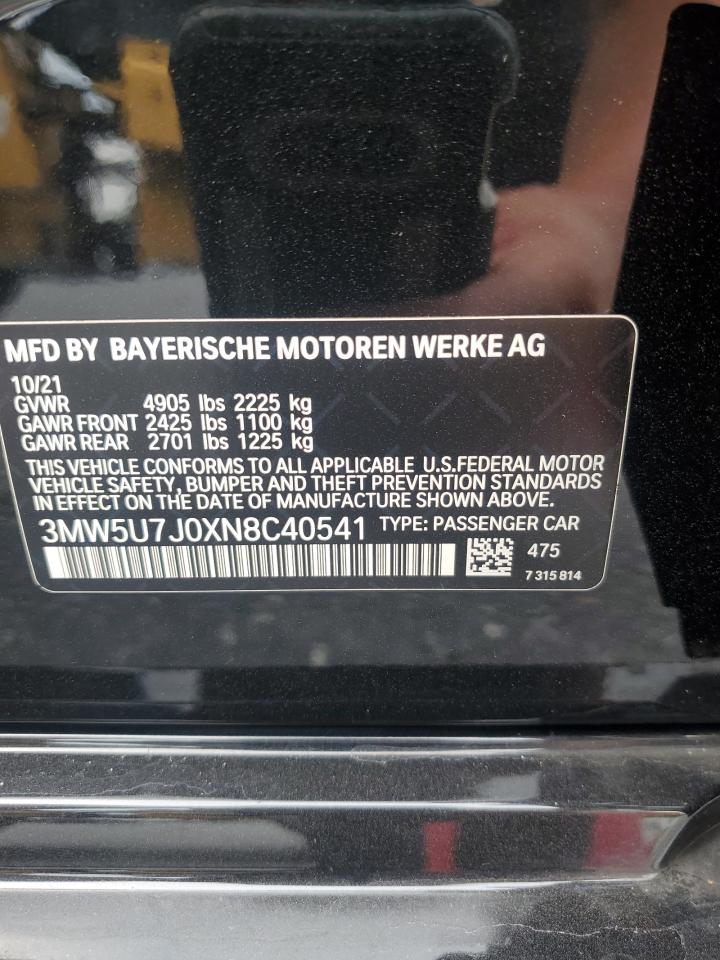 MFD BY BAYERISCHE MOTOREN WERKE AG
10/21
GVWR 4905 lbs 2225 kg
GAWR FRONT 2425 lbs 1100 kg
GAWR REAR 2701 lbs 1225 kg
THIS VEHICLE CONFORMS TO ALL APPLICABLE U.S.FEDERAL MOTOR
VEHICLE SAFETY, BUMPER AND THEFT PREVENTION STANDARDS
IN EFFECT ON THE DATE OF MANUFACTURE SHOWN ABOVE.
3MW5U7J0XN8C40541 TYPE: PASSENGER CAR
475
7 315 814